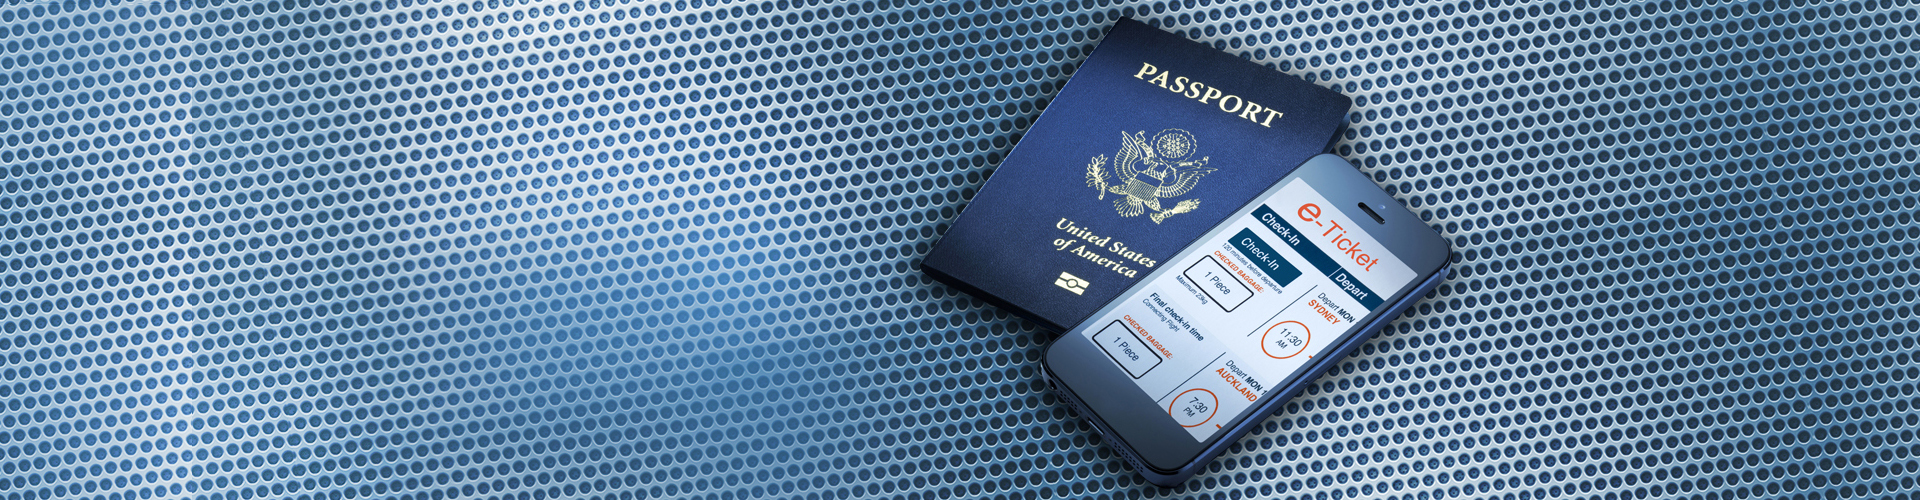 PASSPORT
United States
of America
e-Ticket
Check-In
Depart
Check-In
120 minutes before departure
CHECKED BAGGAGE:
1 Piece
Maximum 23kg
Depart MON
SYDNEY
11:30
AM
Final check-in time
Connecting Flight
CHECKED BAGGAGE:
1 Piece
Depart MON
AUCKLAND
7:30
PM